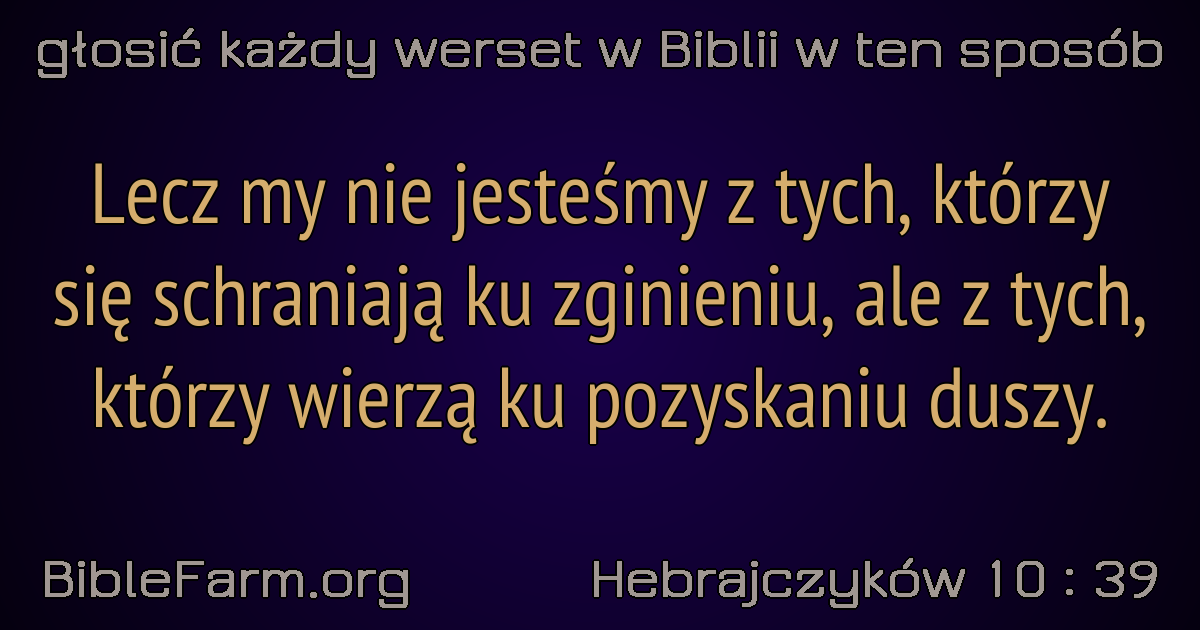 głosić każdy werset w Biblii w ten sposób
Lecz my nie jesteśmy z tych, którzy
się schraniają ku zginieniu, ale z tych,
którzy wierzą ku pozyskaniu duszy.
BibleFarm.org
Hebrajczyków 10 : 39